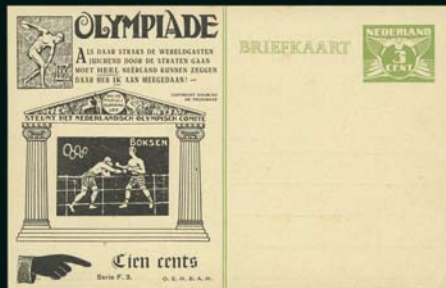 OLYMPIADE
ALS DAAR STRAKS DE WERELDGASTEN
JUICHEND DOOR DE STRATEN GAAN
MOET HEEL NEÊRLAND KUNNEN ZEGGEN
DAAR HEB IK AAN MEEGEDAAN! —
STEUNT HET NEDERLANDSCH OLYMPISCH COMITÉ
BOKSEN
Tien cents
Serie F. 3.
BRIEFKAART
NEDERLAND
3
CENT